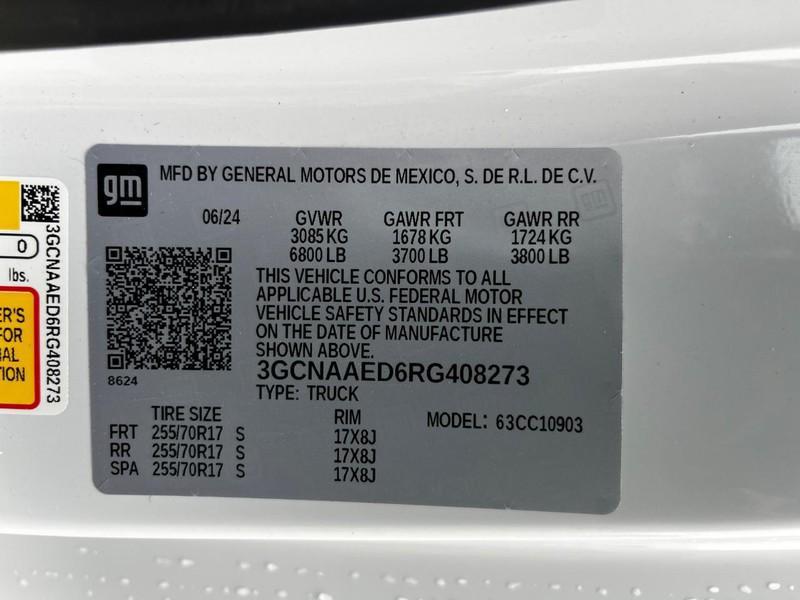 gm
MFD BY GENERAL MOTORS DE MEXICO, S. DE R.L. DE C.V.
06/24 GVWR GAWR FRT GAWR RR
3085 KG 1678 KG 1724 KG
6800 LB 3700 LB 3800 LB
THIS VEHICLE CONFORMS TO ALL
APPLICABLE U.S. FEDERAL MOTOR
VEHICLE SAFETY STANDARDS IN EFFECT
ON THE DATE OF MANUFACTURE
SHOWN ABOVE.
8624
3GCNAAED6RG408273
TYPE: TRUCK
TIRE SIZE RIM MODEL: 63CC10903
FRT 255/70R17 S 17X8J
RR 255/70R17 S 17X8J
SPA 255/70R17 S 17X8J
3GCNAAED6RG408273
0
lbs.
ER'S
FOR
TION